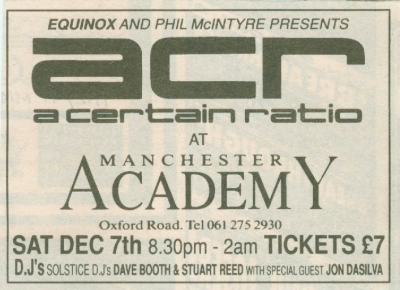 EQUINOX AND PHIL McINTYRE PRESENTS
acr
a certain ratio
AT
MANCHESTER
ACADEMY
Oxford Road. Tel 061 275 2930
SAT DEC 7th 8.30pm - 2am TICKETS £7
D.J's SOLSTICE D.J's DAVE BOOTH & STUART REED WITH SPECIAL GUEST JON DASILVA